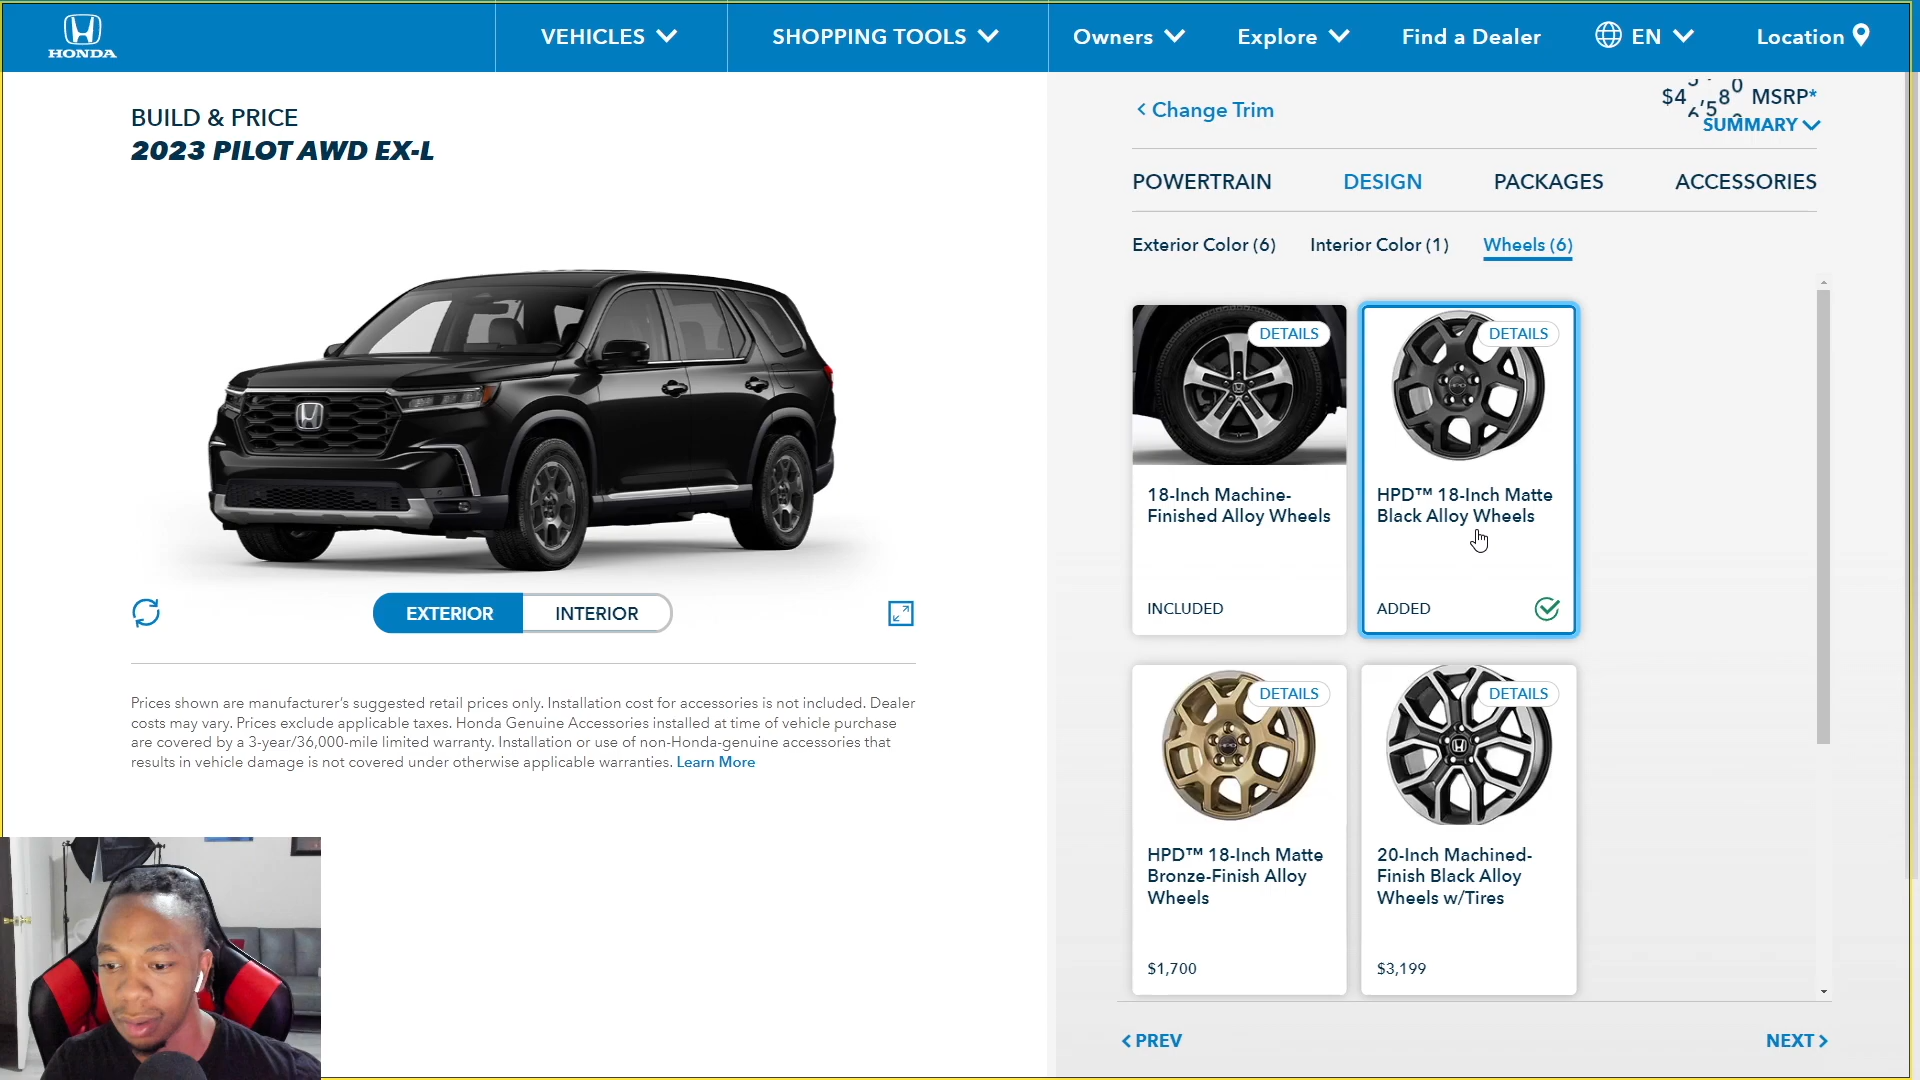 HONDA
VEHICLES
SHOPPING TOOLS
Owners
Explore
Find a Dealer
EN
Location
BUILD & PRICE
2023 PILOT AWD EX-L
Change Trim
MSRP*
SUMMARY
POWERTRAIN
DESIGN
PACKAGES
ACCESSORIES
Exterior Color (6)
Interior Color (1)
Wheels (6)
DETAILS
18-Inch Machine-
Finished Alloy Wheels
INCLUDED
DETAILS
HPD™ 18-Inch Matte
Black Alloy Wheels
ADDED
DETAILS
HPD™ 18-Inch Matte
Bronze-Finish Alloy
Wheels
$1,700
DETAILS
20-Inch Machined-
Finish Black Alloy
Wheels w/Tires
$3,199
EXTERIOR
INTERIOR
Prices shown are manufacturer's suggested retail prices only. Installation cost for accessories is not included. Dealer
costs may vary. Prices exclude applicable taxes. Honda Genuine Accessories installed at time of vehicle purchase
are covered by a 3-year/36,000-mile limited warranty. Installation or use of non-Honda-genuine accessories that
results in vehicle damage is not covered under otherwise applicable warranties. Learn More
PREV
NEXT